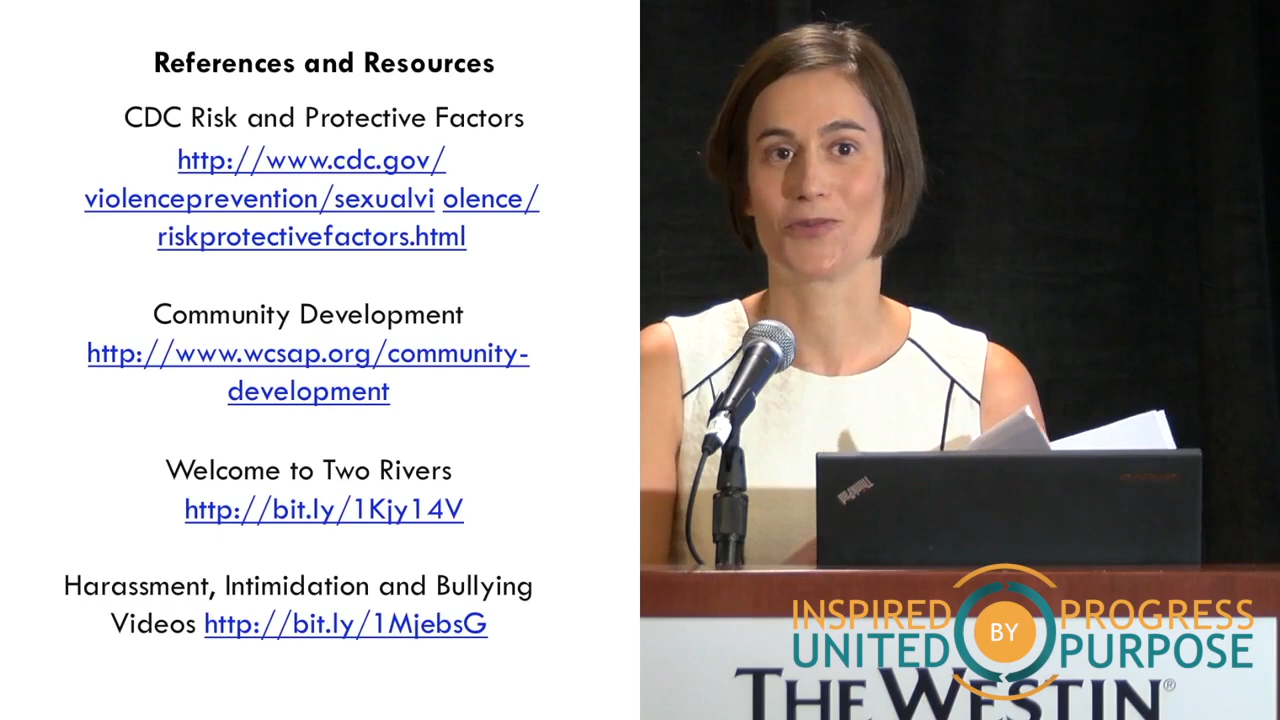 References and Resources
CDC Risk and Protective Factors
http://www.cdc.gov/
violenceprevention/sexualvi olence/
riskprotectivefactors.html
Community Development
http://www.wcsap.org/community-
development
Welcome to Two Rivers
http://bit.ly/1Kjy14V
Harassment, Intimidation and Bullying
Videos http://bit.ly/1MjebsG
ThinkPad
INSPIRED BY PROGRESS
UNITED PURPOSE
THE WESTIN®